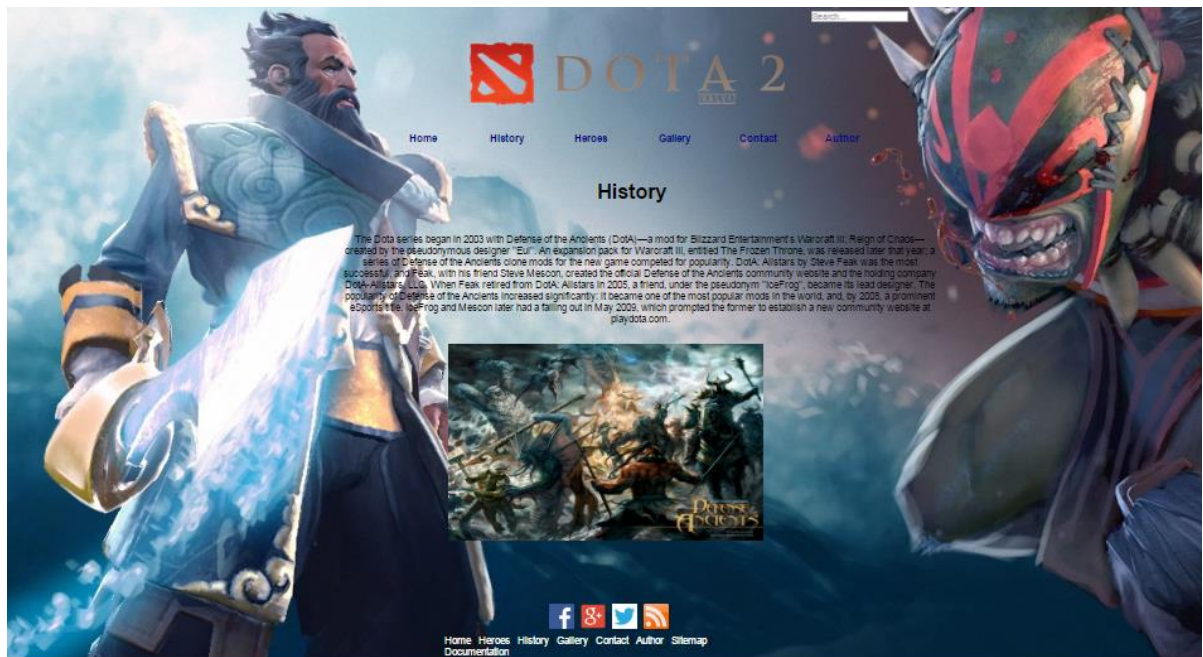 Search...
DOTA 2
VALVE
Home History Heroes Gallery Contact Author
History
The Dota series began in 2003 with Defense of the Ancients (DotA)—a mod for Blizzard Entertainment's Warcraft III: Reign of Chaos—
created by the pseudonymous designer "Eul". An expansion pack for Warcraft III, entitled The Frozen Throne, was released later that year; a
series of Defense of the Ancients clone mods for the new game competed for popularity. DotA: Allstars by Steve Feak was the most
successful, and Feak, with his friend Steve Mescon, created the official Defense of the Ancients community website and the holding company
DotA-Allstars, LLC. When Feak retired from DotA: Allstars in 2005, a friend, under the pseudonym "IceFrog", became its lead designer. The
popularity of Defense of the Ancients increased significantly: it became one of the most popular mods in the world, and, by 2008, a prominent
eSports title. IceFrog and Mescon later had a falling out in May 2009, which prompted the former to establish a new community website at
playdota.com.
Defense
of the
Ancients
f g+
Home Heroes History Gallery Contact Author Sitemap
Documentation